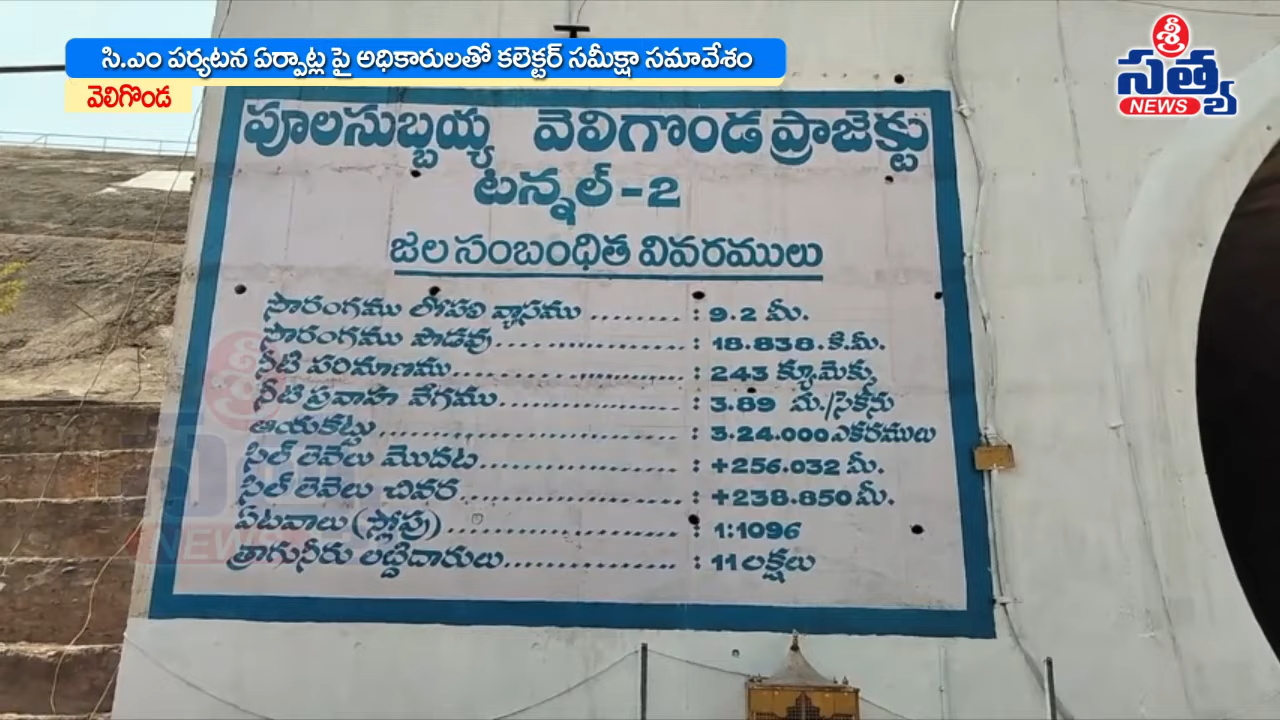 సి.ఎం పర్యటన ఏర్పాట్ల పై అధికారులతో కలెక్టర్ సమీక్షా సమావేశం
వెలిగొండ
శ్రీ
సత్య
NEWS
పూలసుబ్బయ్య వెలిగొండ ప్రాజెక్టు
టన్నల్-2
జల సంబంధిత వివరములు
సొరంగము లోపలి వ్యాసము ........ : 9.2 మీ.
సొరంగము పొడవు.................... : 18.838. కి.మీ.
నీటి పరిమాణము........................ : 243 క్యూమెక్కు
నీటి ప్రవాహ వేగము................... : 3.89 మీ./సెకను
ఆయకట్టు................................ : 3.24.000 ఎకరములు
సిల్ లెవెలు మొదట.................... : +256.032 మీ.
సిల్ లెవెలు చివర....................... : +238.850 మీ.
ఏటవాలు (స్లోపు)....................... : 1:1096
త్రాగునీరు లబ్ధిదారులు................ : 11 లక్షలు
శ్రీ
NEWS